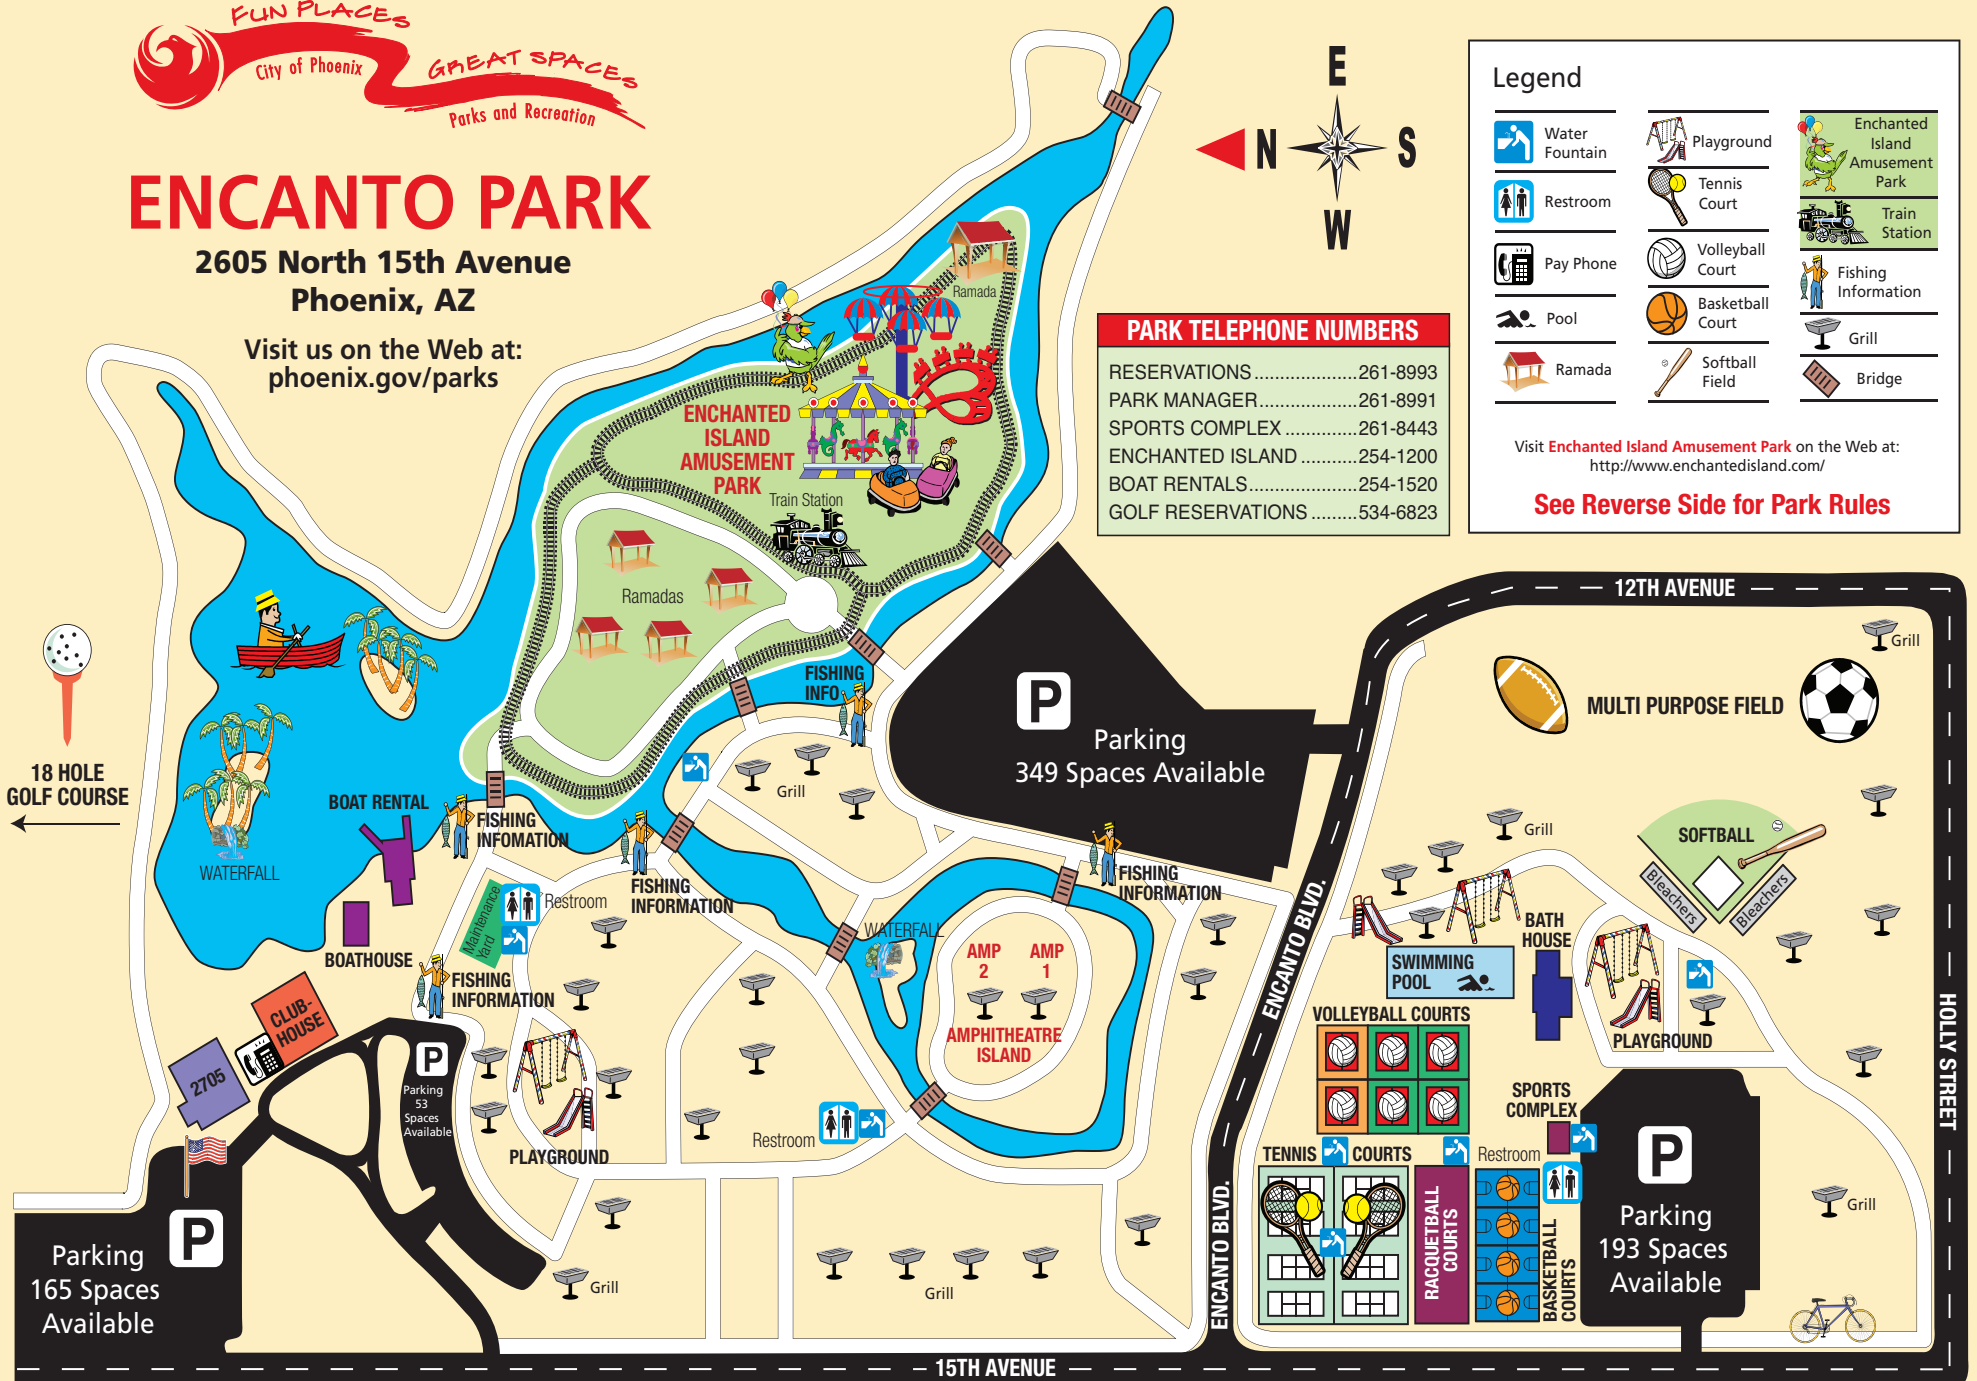 FUN PLACES
City of Phoenix
GREAT SPACES
Parks and Recreation
ENCANTO PARK
2605 North 15th Avenue
Phoenix, AZ
Visit us on the Web at:
phoenix.gov/parks
E
N
S
W
Legend
Water
Fountain
Restroom
Pay Phone
Pool
Ramada
Playground
Tennis
Court
Volleyball
Court
Basketball
Court
Softball
Field
Enchanted
Island
Amusement
Park
Train
Station
Fishing
Information
Grill
Bridge
Visit Enchanted Island Amusement Park on the Web at:
http://www.enchantedisland.com/
See Reverse Side for Park Rules
PARK TELEPHONE NUMBERS
RESERVATIONS..................261-8993
PARK MANAGER.................261-8991
SPORTS COMPLEX.............261-8443
ENCHANTED ISLAND..........254-1200
BOAT RENTALS...................254-1520
GOLF RESERVATIONS.........534-6823
Ramada
ENCHANTED
ISLAND
AMUSEMENT
PARK
Train Station
Ramadas
FISHING
INFO
P
Parking
349 Spaces Available
12TH AVENUE
Grill
MULTI PURPOSE FIELD
18 HOLE
GOLF COURSE
BOAT RENTAL
WATERFALL
FISHING
INFOMATION
Grill
FISHING
INFORMATION
FISHING
INFORMATION
Maintenance
Yard
Restroom
BOATHOUSE
FISHING
INFORMATION
CLUB-
HOUSE
2705
WATERFALL
AMP
2
AMP
1
AMPHITHEATRE
ISLAND
ENCANTO BLVD.
Grill
SOFTBALL
Bleachers
Bleachers
BATH
HOUSE
SWIMMING
POOL
VOLLEYBALL COURTS
PLAYGROUND
HOLLY STREET
P
Parking
53
Spaces
Available
PLAYGROUND
Restroom
SPORTS
COMPLEX
TENNIS
COURTS
Restroom
RACQUETBALL
COURTS
BASKETBALL
COURTS
P
Parking
193 Spaces
Available
Grill
P
Parking
165 Spaces
Available
Grill
Grill
ENCANTO BLVD.
15TH AVENUE